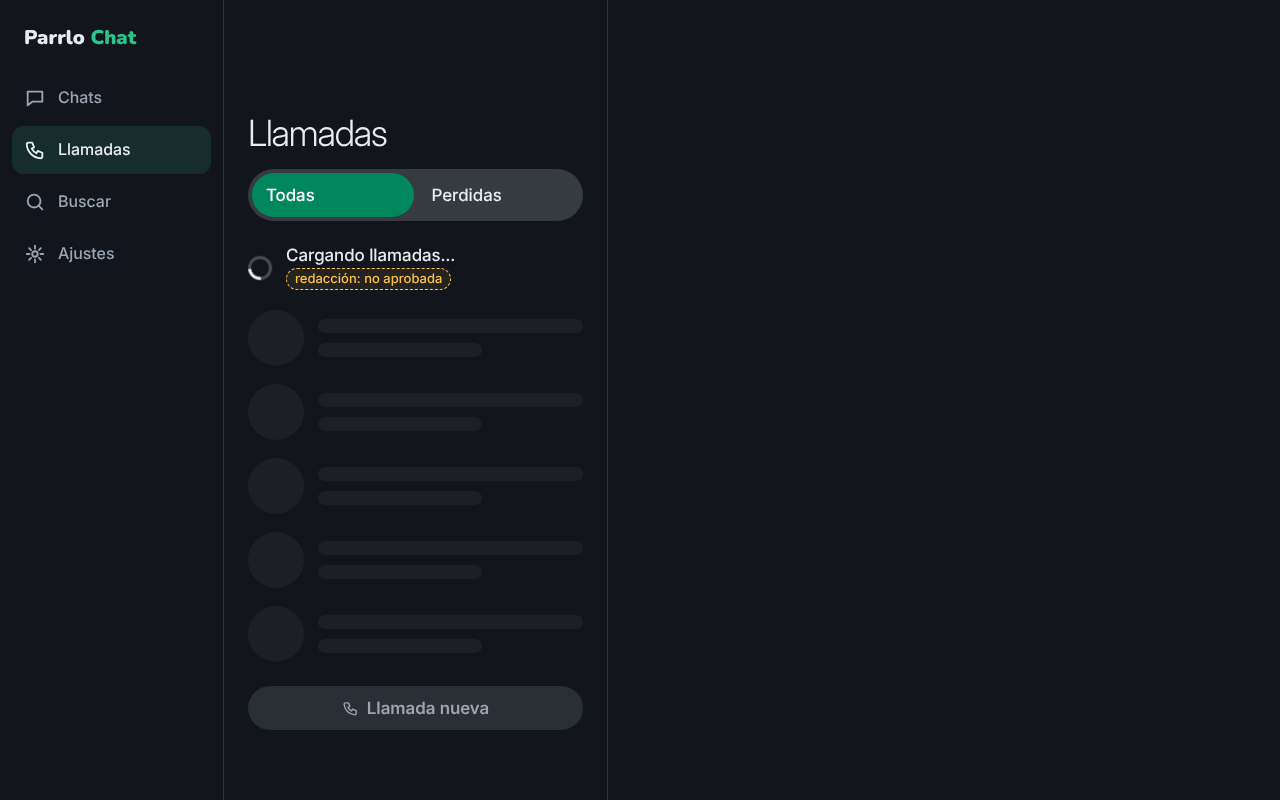 Parrlo Chat
Chats
Llamadas
Buscar
Ajustes
Llamadas
Todas
Perdidas
Cargando llamadas...
redacción: no aprobada
Llamada nueva